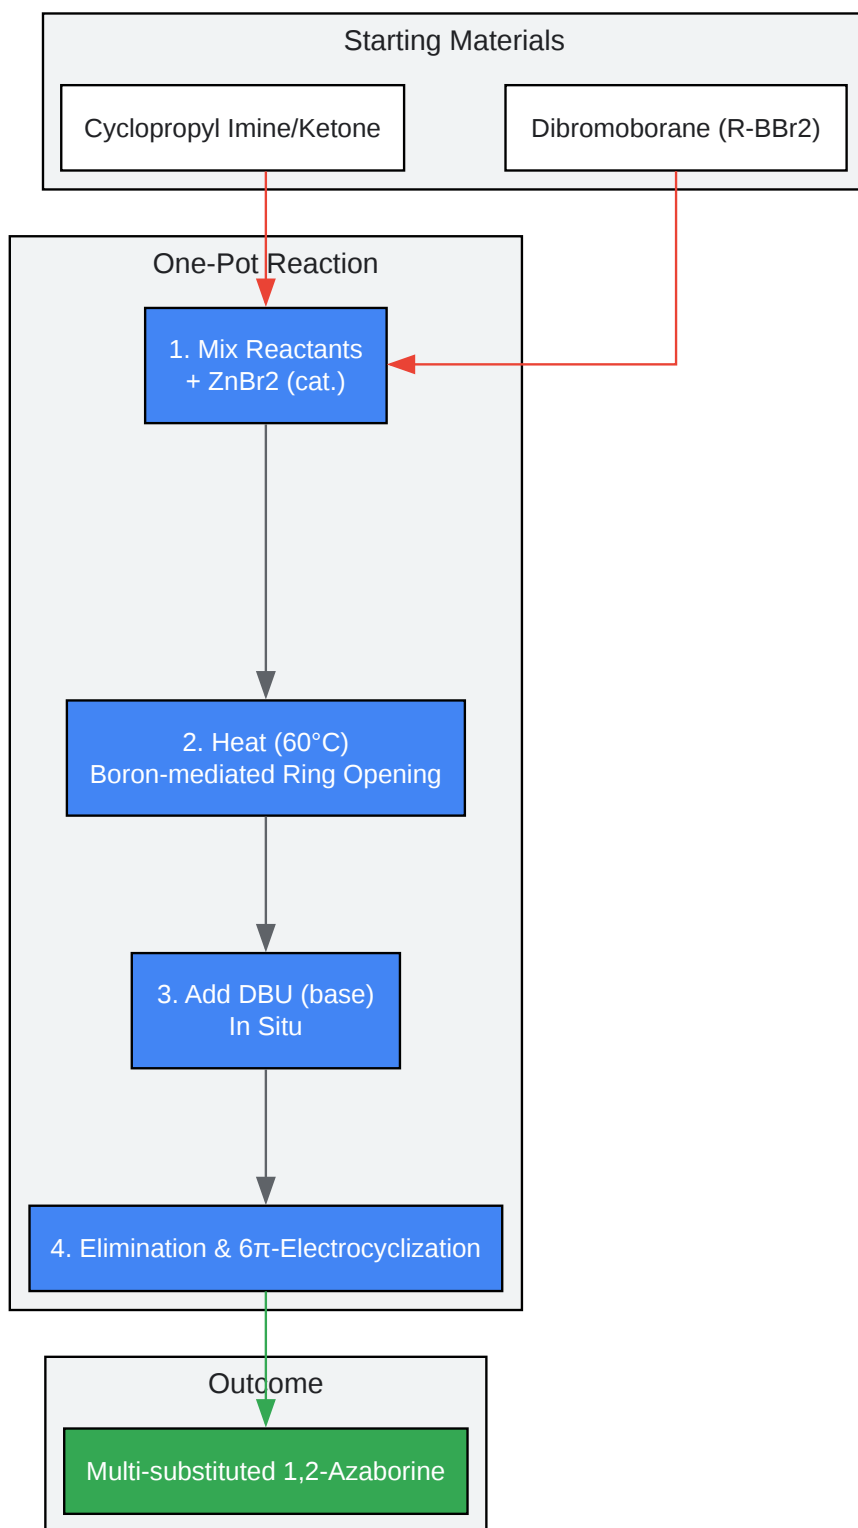 Starting Materials
Cyclopropyl Imine/Ketone
Dibromoborane (R-BBr2)
One-Pot Reaction
1. Mix Reactants
+ ZnBr2 (cat.)
2. Heat (60°C)
Boron-mediated Ring Opening
3. Add DBU (base)
In Situ
4. Elimination & 6π-Electrocyclization
Outcome
Multi-substituted 1,2-Azaborine